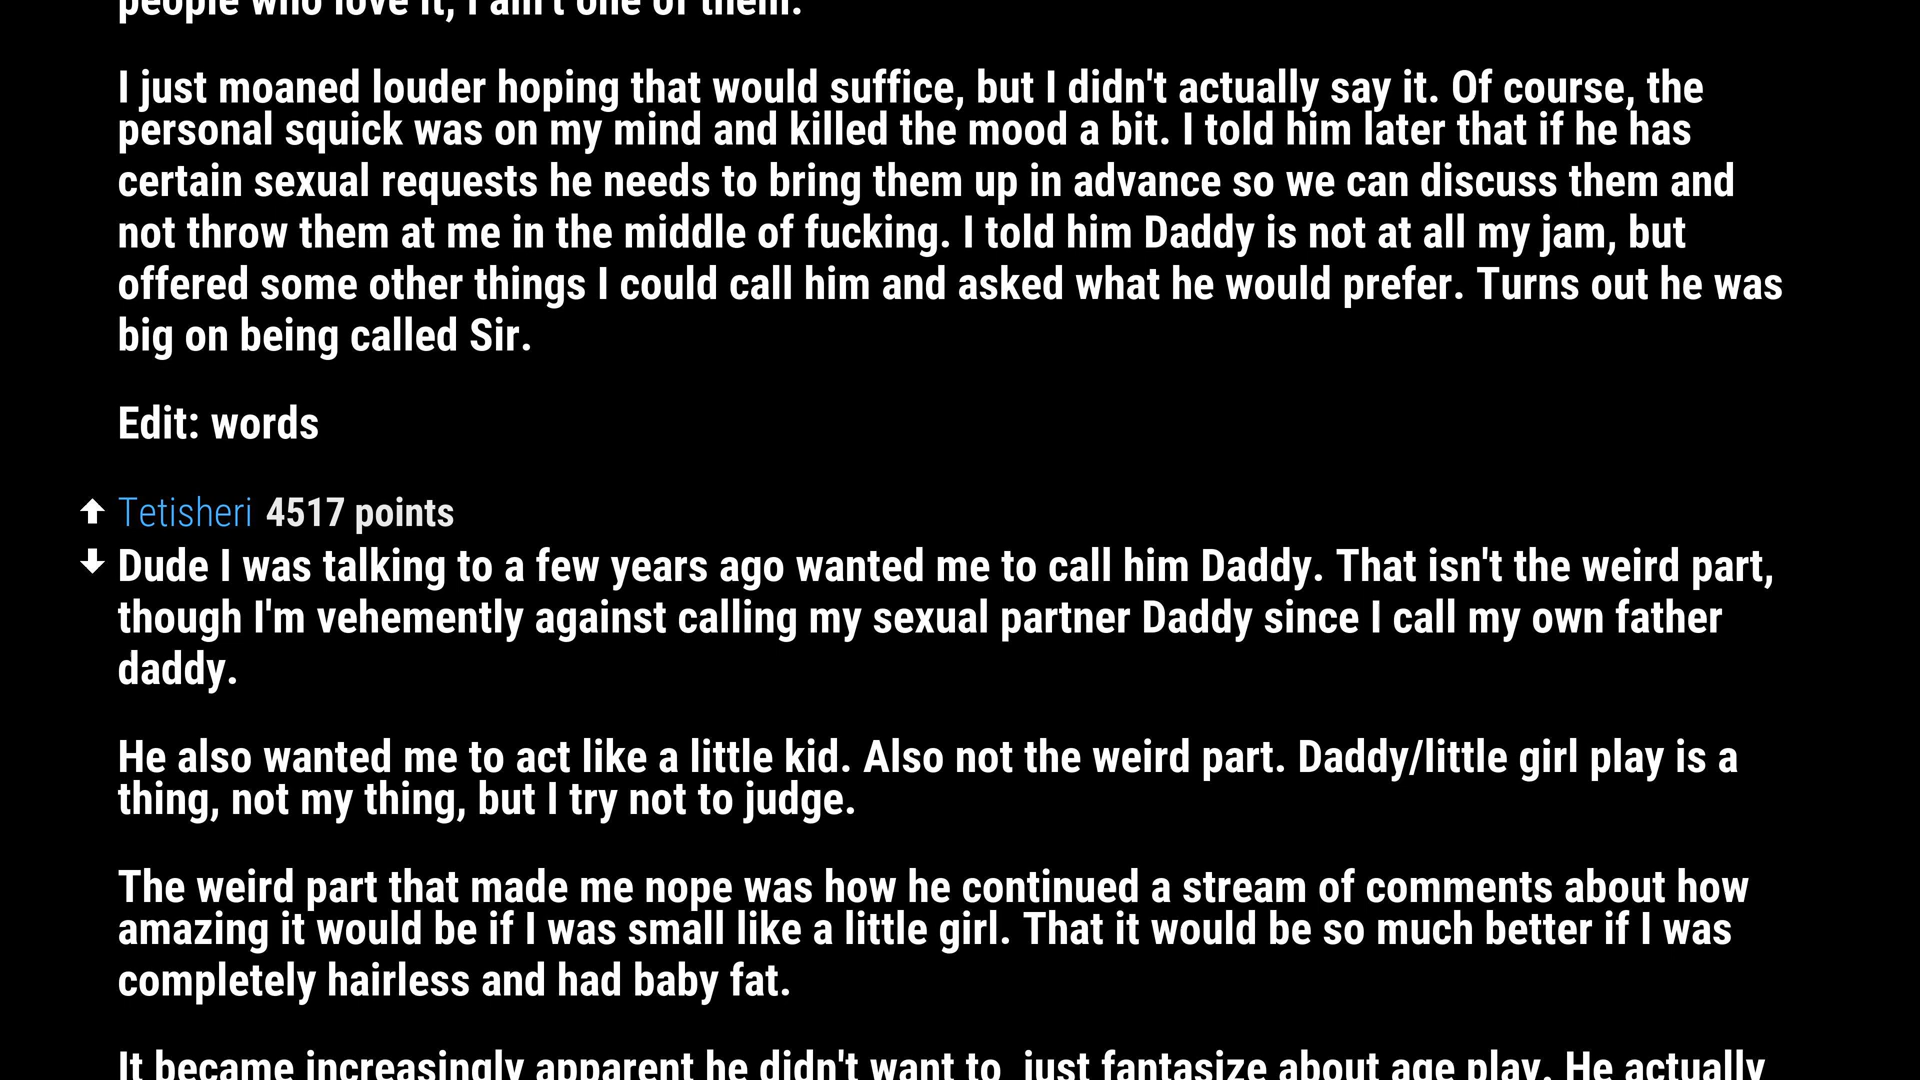 people who love it, I ain't one of them.
I just moaned louder hoping that would suffice, but I didn't actually say it. Of course, the
personal squick was on my mind and killed the mood a bit. I told him later that if he has
certain sexual requests he needs to bring them up in advance so we can discuss them and
not throw them at me in the middle of fucking. I told him Daddy is not at all my jam, but
offered some other things I could call him and asked what he would prefer. Turns out he was
big on being called Sir.
Edit: words
Tetisheri 4517 points
Dude I was talking to a few years ago wanted me to call him Daddy. That isn't the weird part,
though I'm vehemently against calling my sexual partner Daddy since I call my own father
daddy.
He also wanted me to act like a little kid. Also not the weird part. Daddy/little girl play is a
thing, not my thing, but I try not to judge.
The weird part that made me nope was how he continued a stream of comments about how
amazing it would be if I was small like a little girl. That it would be so much better if I was
completely hairless and had baby fat.
It became increasingly apparent he didn't want to  just fantasize about age play. He actually